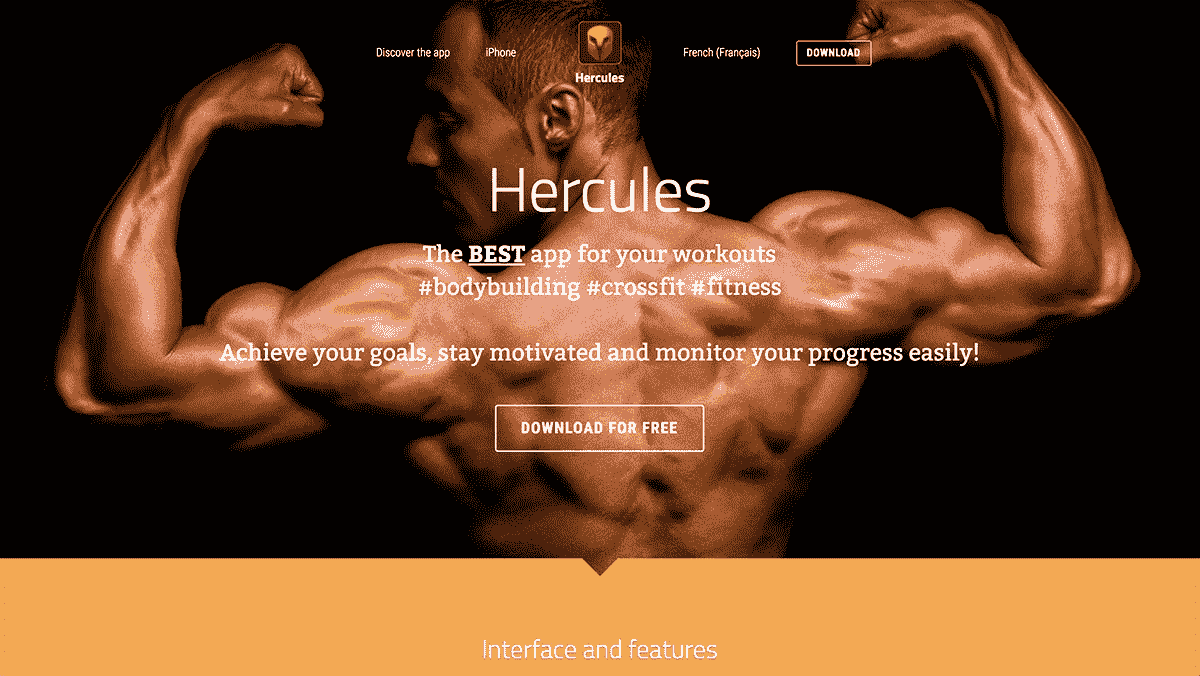 Discover the app
iPhone
Hercules
French (Français)
DOWNLOAD
Hercules
The BEST app for your workouts
#bodybuilding #crossfit #fitness
Achieve your goals, stay motivated and monitor your progress easily!
DOWNLOAD FOR FREE
Interface and features